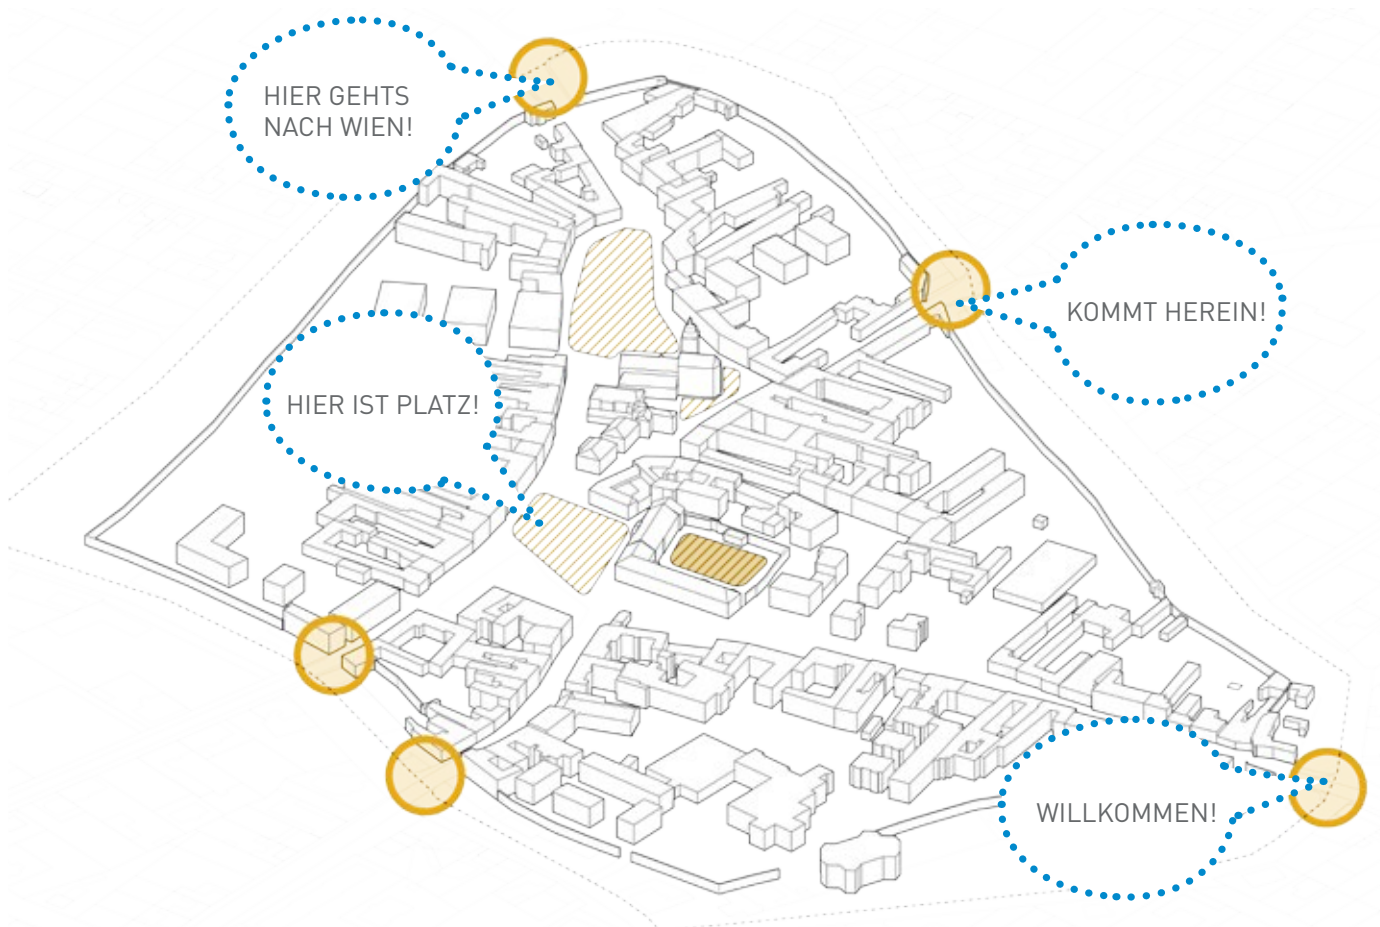 HIER GEHTS
NACH WIEN!
KOMMT HEREIN!
HIER IST PLATZ!
WILLKOMMEN!